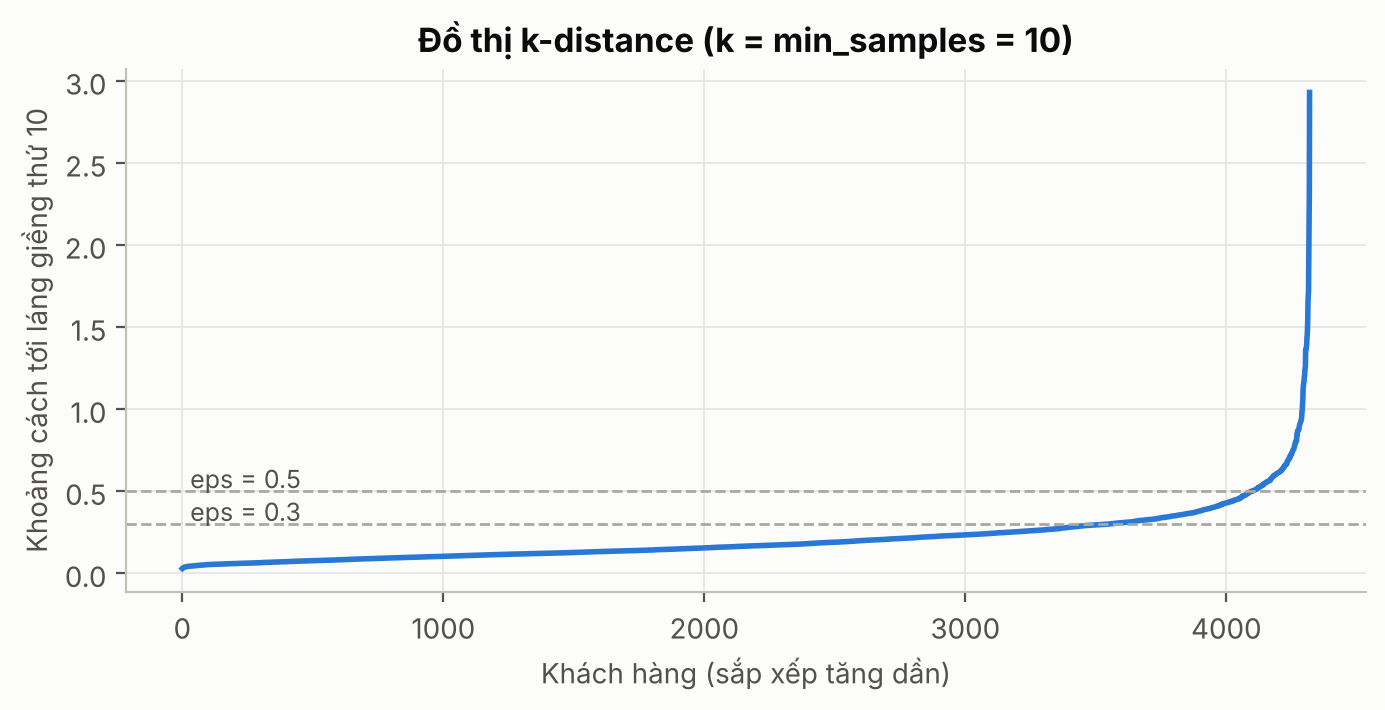 Đồ thị k-distance (k = min_samples = 10)
Khoảng cách tới láng giềng thứ 10
3.0
2.5
2.0
1.5
1.0
0.5
0.0
eps = 0.5
eps = 0.3
0 1000 2000 3000 4000
Khách hàng (sắp xếp tăng dần)